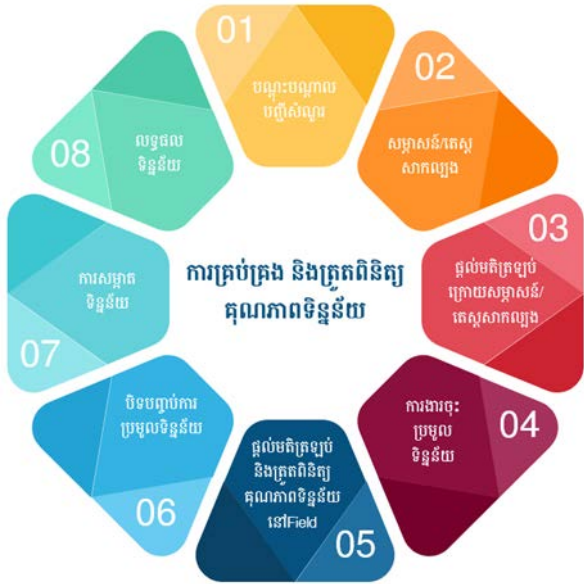 01
បណ្តុះបណ្តាល
បញ្ជីសំណួរ
02
សម្ភាសន៍/តេស្ត
សាកល្បង
03
ផ្តល់មតិត្រឡប់
ក្រោយសម្ភាសន៍/
តេស្តសាកល្បង
04
ការងារចុះ
ប្រមូល
ទិន្នន័យ
ផ្តល់មតិត្រឡប់
និងត្រួតពិនិត្យ
គុណភាពទិន្នន័យ
នៅField
05
បិទបញ្ចប់ការ
ប្រមូលទិន្នន័យ
06
ការសម្អាត
ទិន្នន័យ
07
លទ្ធផល
ទិន្នន័យ
08
ការគ្រប់គ្រង និងត្រួតពិនិត្យ
គុណភាពទិន្នន័យ